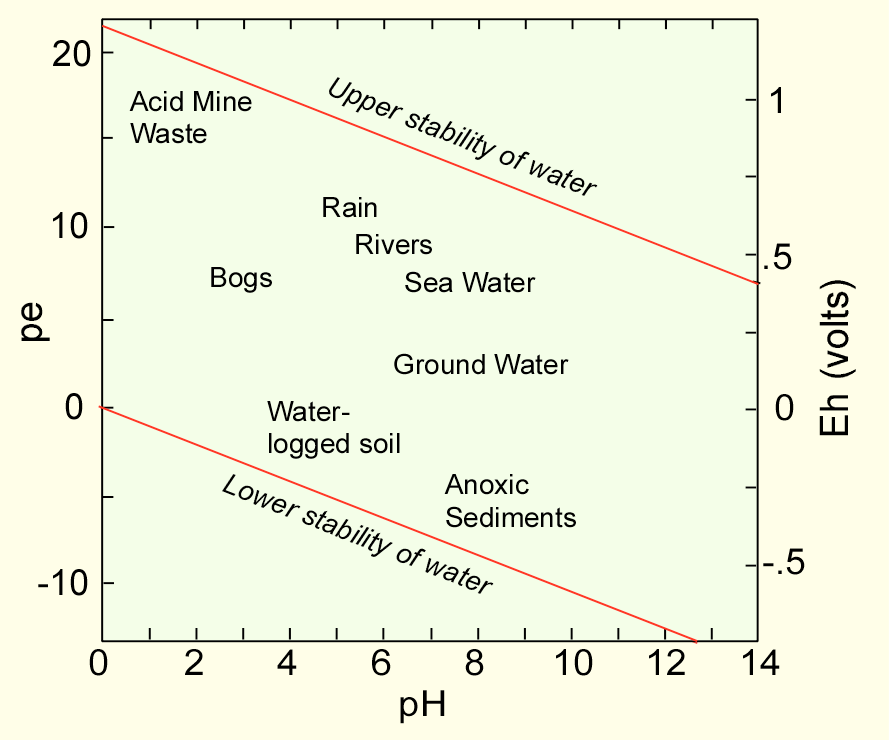 20
10
0
-10
pe
Acid Mine
Waste
Upper stability of water
Rain
Rivers
Bogs
Sea Water
Ground Water
Water-
logged soil
Anoxic
Sediments
Lower stability of water
1
.5
0
-.5
Eh (volts)
0
2
4
6
8
10
12
14
pH